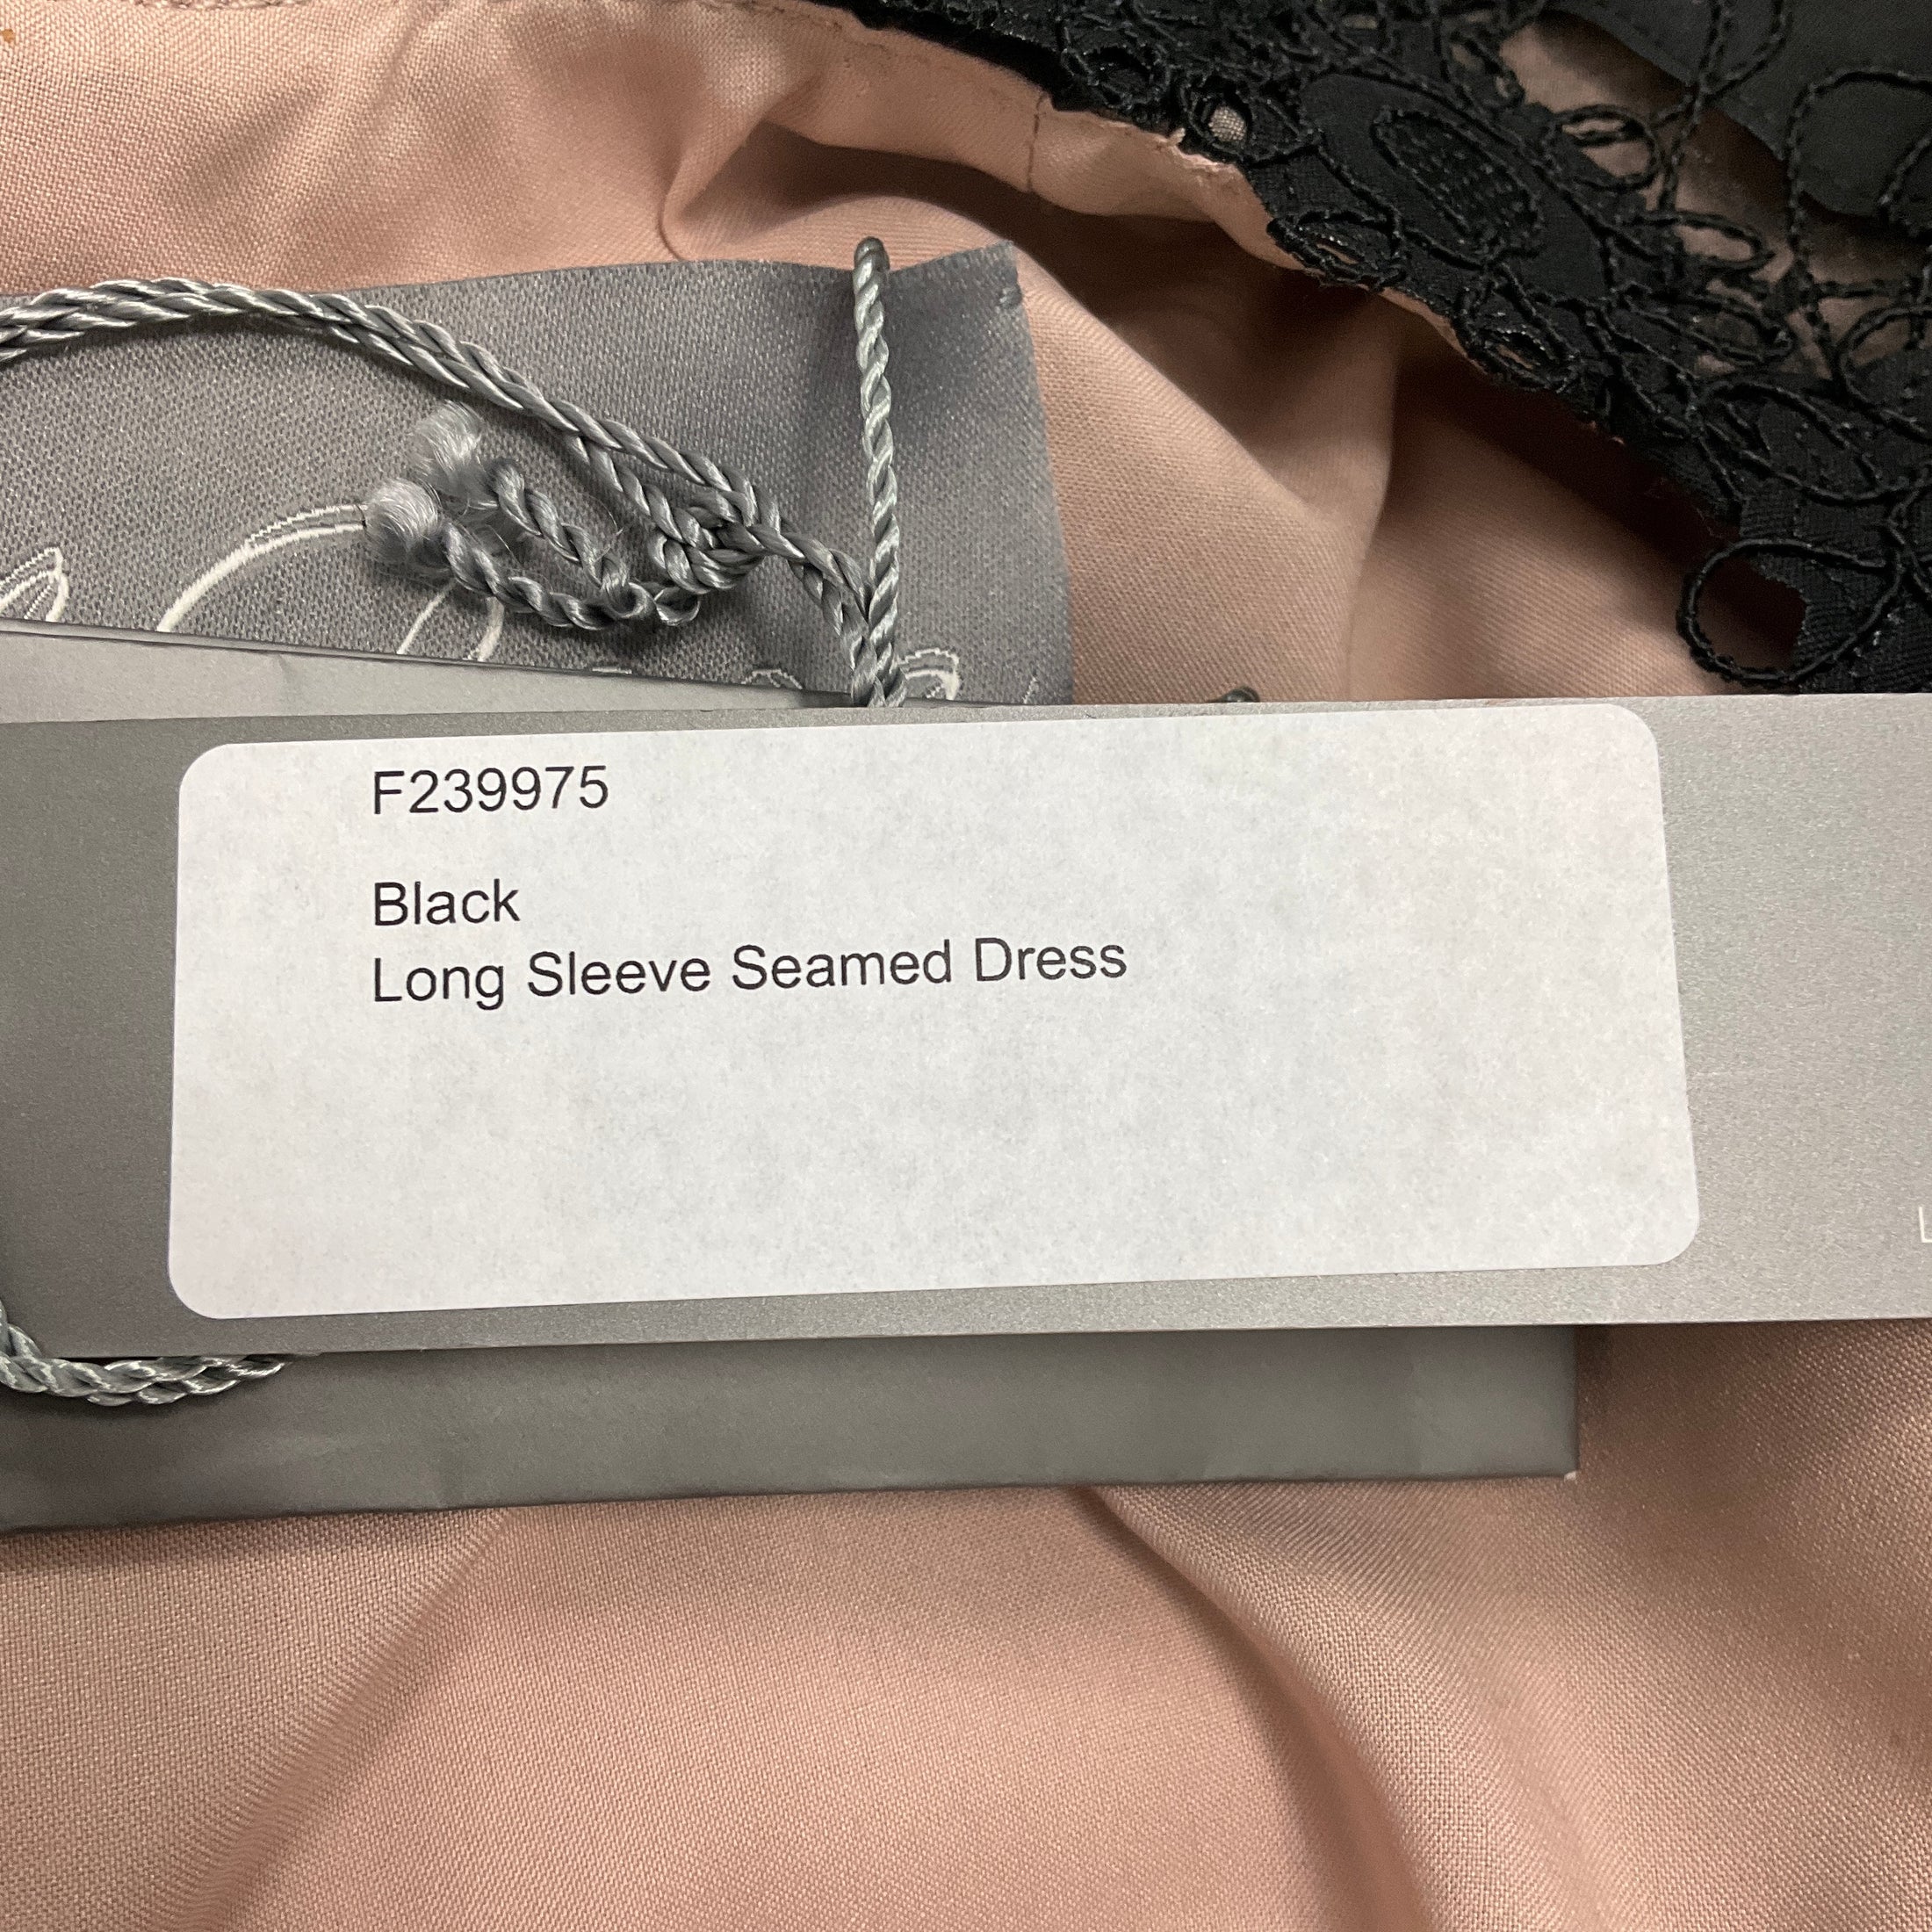 F239975
Black
Long Sleeve Seamed Dress